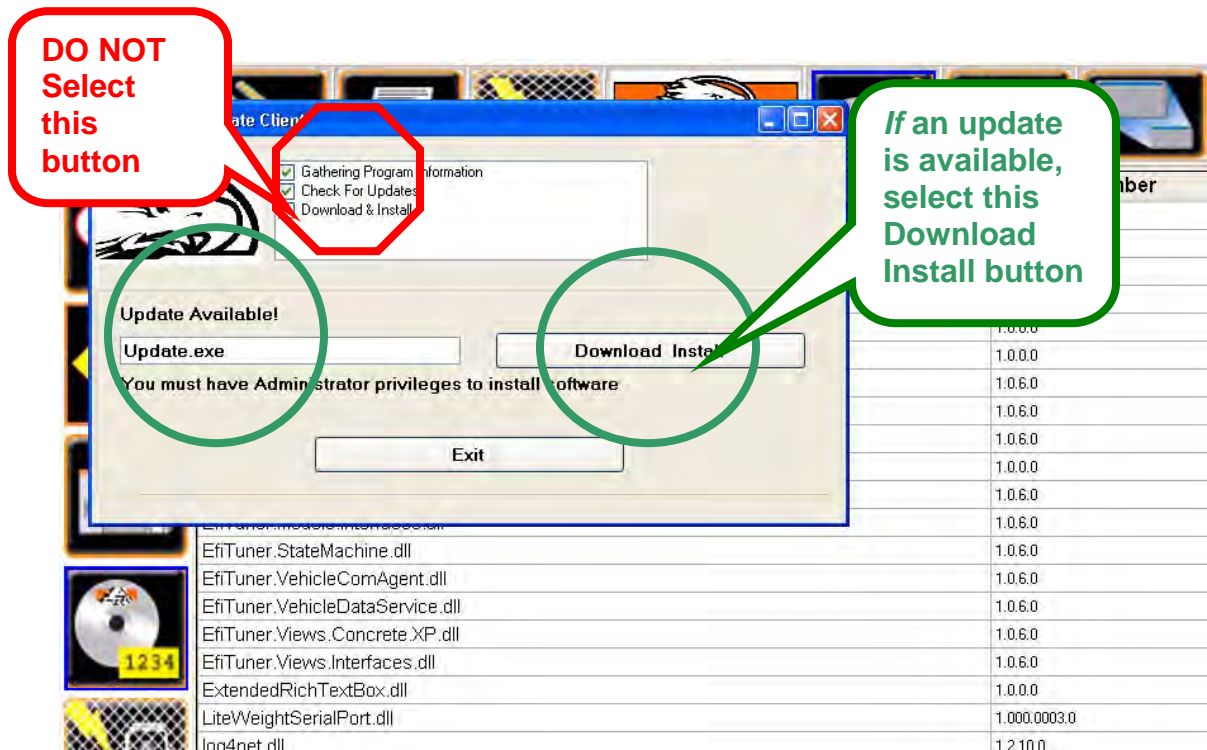 DO NOT
Select
this
button
If an update
is available,
select this
Download
Install button
Gathering Program Information
Check For Updates
Download & Install
Update Available!
Update.exe
Download Install
You must have Administrator privileges to install software
Exit
1.0.0.0
1.0.0.0
1.0.6.0
1.0.6.0
1.0.6.0
1.0.0.0
1.0.6.0
1.0.6.0
EfiTuner.StateMachine.dll 1.0.6.0
EfiTuner.VehicleComAgent.dll 1.0.6.0
EfiTuner.VehicleDataService.dll 1.0.6.0
EfiTuner.Views.Concrete.XP.dll 1.0.6.0
EfiTuner.Views.Interfaces.dll 1.0.6.0
1234
ExtendedRichTextBox.dll 1.0.0.0
LiteWeightSerialPort.dll 1.000.0003.0
log4net.dll 1.2.10.0